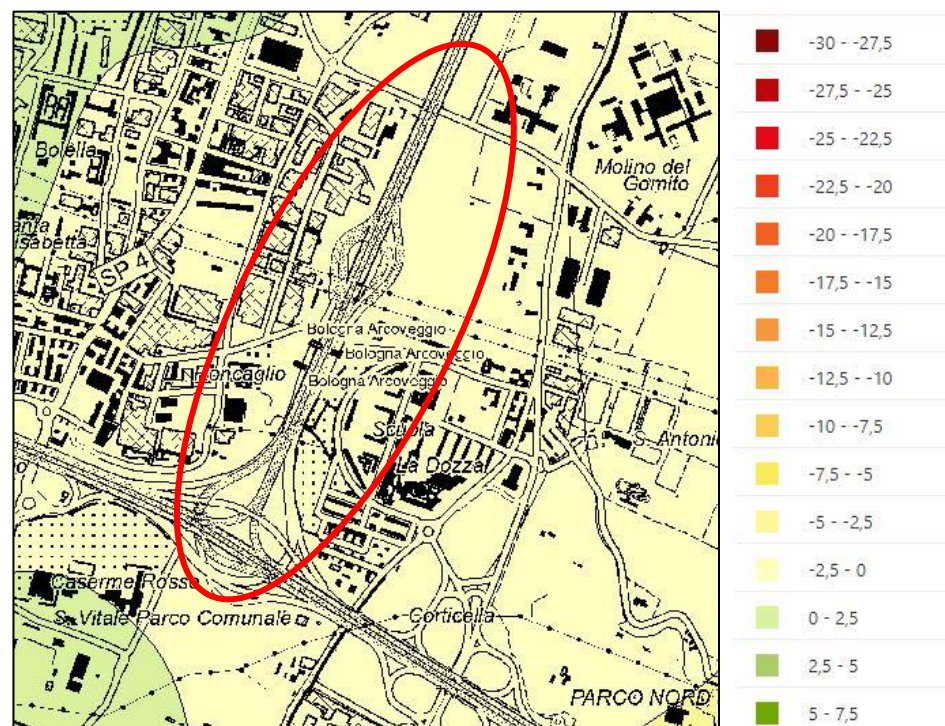 Bolella
Molino del
Gomito
SP 4
Bologna Arcoveggio
Bologna Arcoveggio
Bologna Arcoveggio
Roncaglio
Scuola
La Dozza
S. Antoni
Caserme Rosse
S. Vitale Parco Comunale
Corticella
PARCO NORD
-30 - -27,5
-27,5 - -25
-25 - -22,5
-22,5 - -20
-20 - -17,5
-17,5 - -15
-15 - -12,5
-12,5 - -10
-10 - -7,5
-7,5 - -5
-5 - -2,5
-2,5 - 0
0 - 2,5
2,5 - 5
5 - 7,5